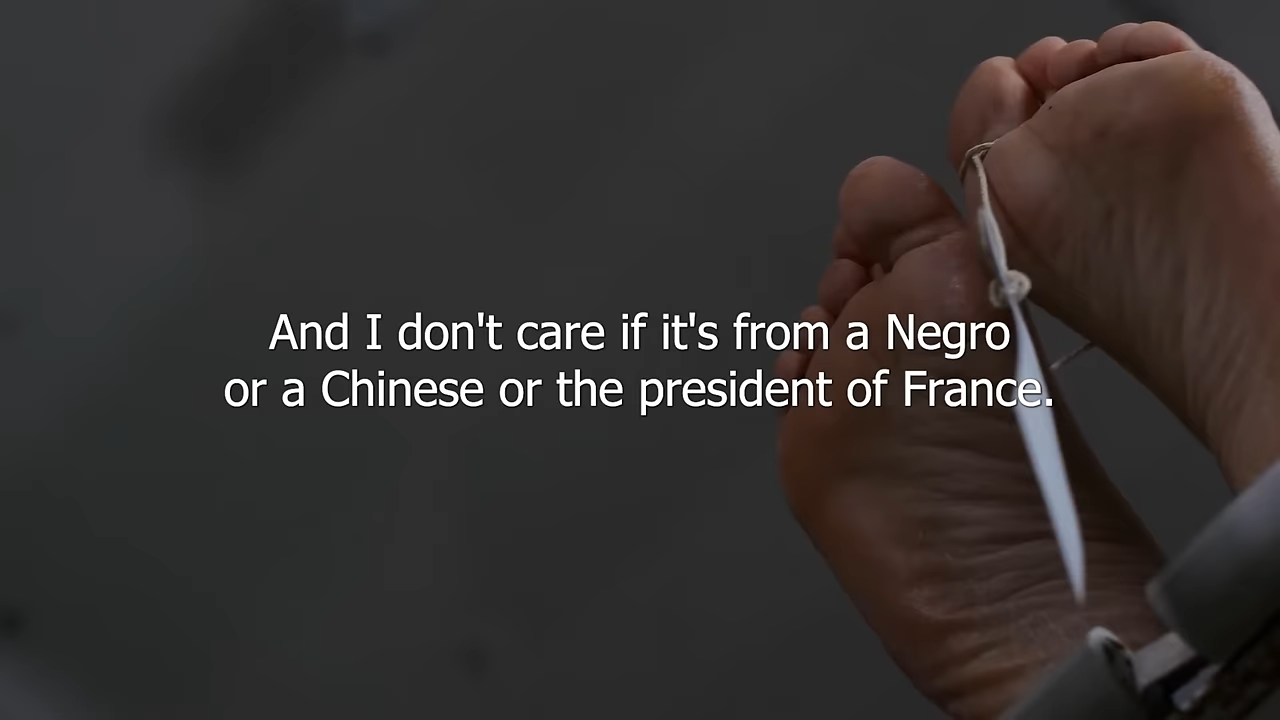 And I don't care if it's from a Negro
or a Chinese or the president of France.